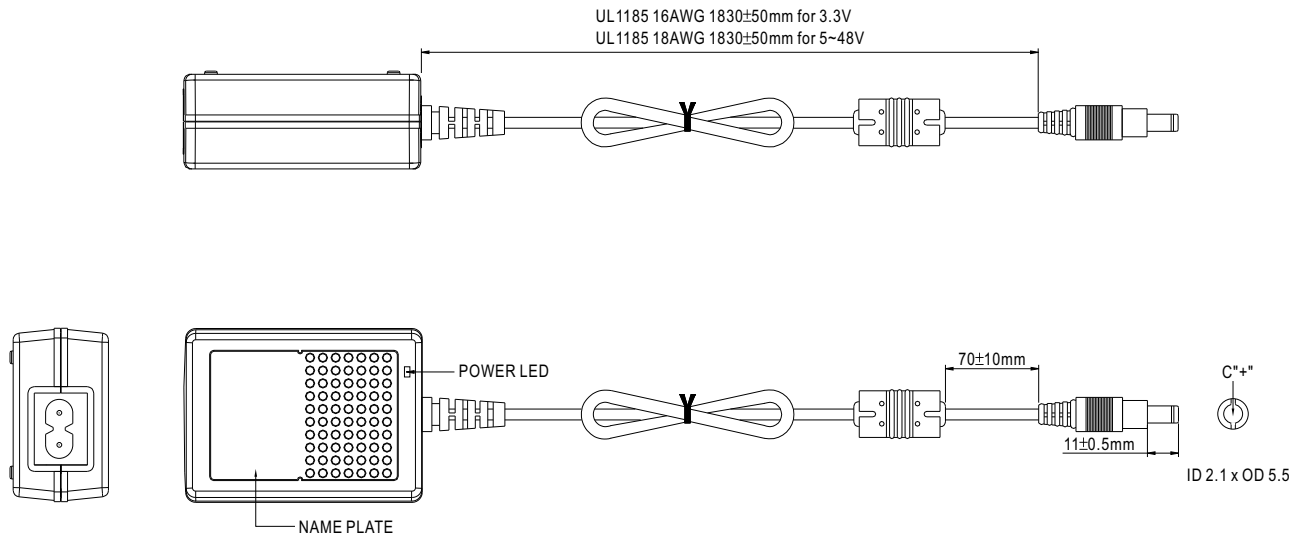 UL1185 16AWG 1830±50mm for 3.3V
UL1185 18AWG 1830±50mm for 5~48V
POWER LED
70±10mm
C"+"
11±0.5mm
ID 2.1 x OD 5.5
NAME PLATE